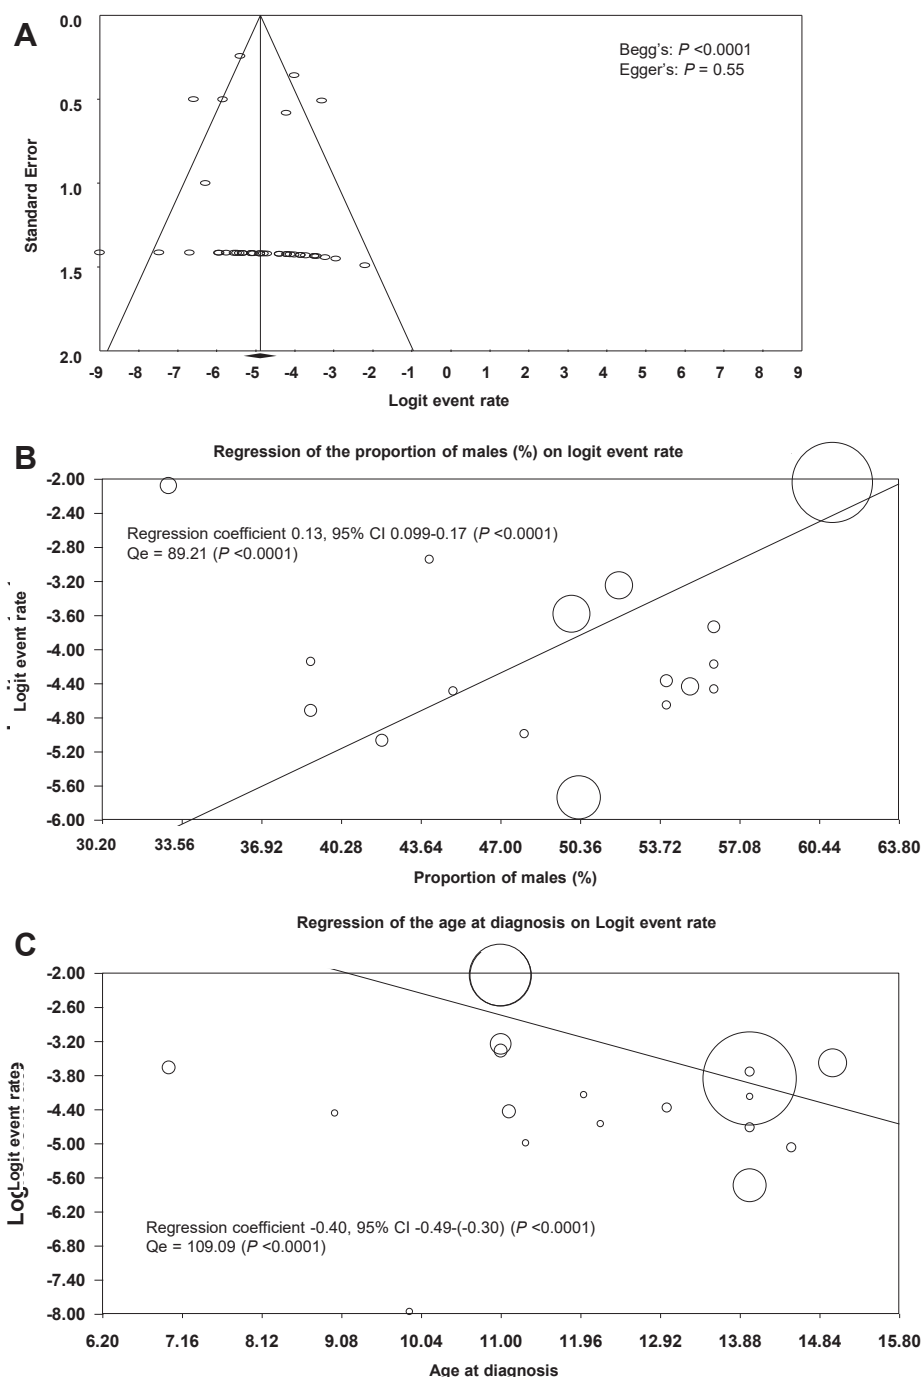 A
Begg's: P <0.0001
Egger's: P = 0.55
0.0
0.5
1.0
1.5
2.0
Standard Error
-9 -8 -7 -6 -5 -4 -3 -2 -1 0 1 2 3 4 5 6 7 8 9
Logit event rate
B
Regression of the proportion of males (%) on logit event rate
Regression coefficient 0.13, 95% CI 0.099-0.17 (P <0.0001)
Qe = 89.21 (P <0.0001)
-2.00
-2.40
-2.80
-3.20
-3.60
-4.00
-4.40
-4.80
-5.20
-5.60
-6.00
Logit event rate
30.20 33.56 36.92 40.28 43.64 47.00 50.36 53.72 57.08 60.44 63.80
Proportion of males (%)
C
Regression of the age at diagnosis on Logit event rate
-2.00
-2.60
-3.20
-3.80
-4.40
-5.00
-5.60
-6.20
-6.80
-7.40
-8.00
Logit event rate
Regression coefficient -0.40, 95% CI -0.49-(-0.30) (P <0.0001)
Qe = 109.09 (P <0.0001)
6.20 7.16 8.12 9.08 10.04 11.00 11.96 12.92 13.88 14.84 15.80
Age at diagnosis